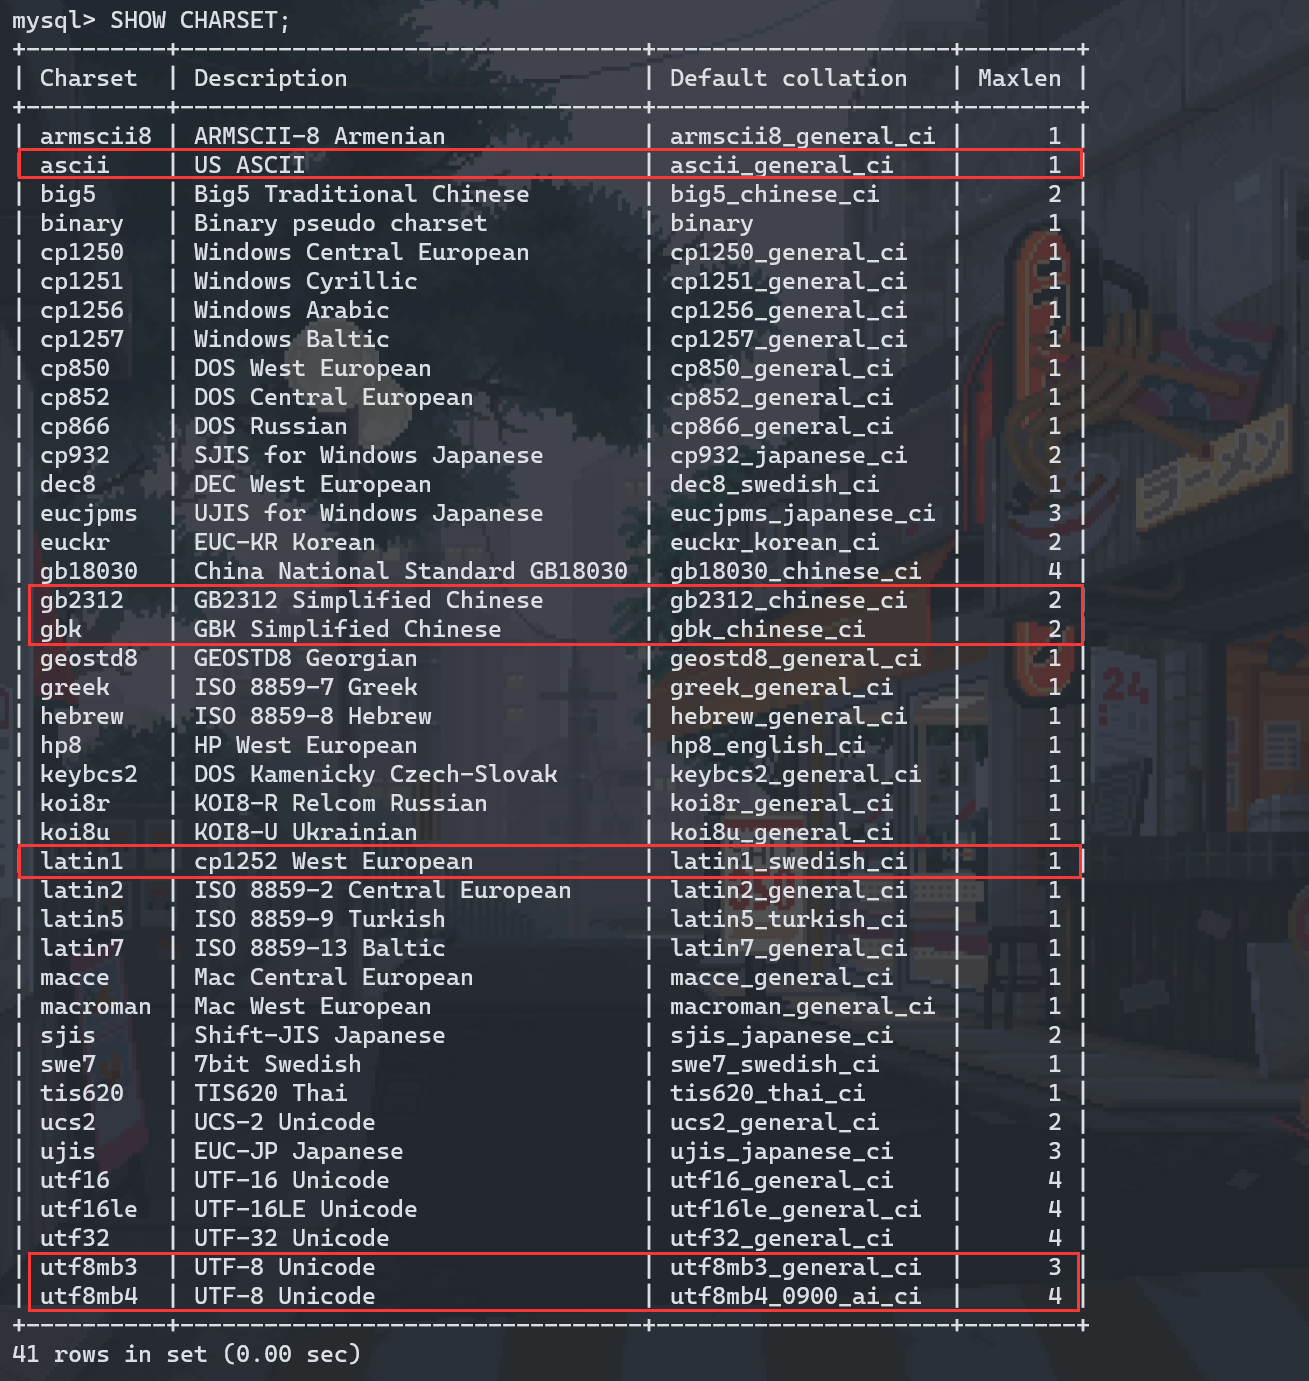 mysql> SHOW CHARSET;
+----------+---------------------------------+---------------------+--------+
| Charset  | Description                     | Default collation   | Maxlen |
+----------+---------------------------------+---------------------+--------+
| armscii8 | ARMSCII-8 Armenian              | armscii8_general_ci |      1 |
| ascii    | US ASCII                        | ascii_general_ci    |      1 |
| big5     | Big5 Traditional Chinese        | big5_chinese_ci     |      2 |
| binary   | Binary pseudo charset           | binary              |      1 |
| cp1250   | Windows Central European        | cp1250_general_ci   |      1 |
| cp1251   | Windows Cyrillic                | cp1251_general_ci   |      1 |
| cp1256   | Windows Arabic                  | cp1256_general_ci   |      1 |
| cp1257   | Windows Baltic                  | cp1257_general_ci   |      1 |
| cp850    | DOS West European               | cp850_general_ci    |      1 |
| cp852    | DOS Central European            | cp852_general_ci    |      1 |
| cp866    | DOS Russian                     | cp866_general_ci    |      1 |
| cp932    | SJIS for Windows Japanese       | cp932_japanese_ci   |      2 |
| dec8     | DEC West European               | dec8_swedish_ci     |      1 |
| eucjpms  | UJIS for Windows Japanese       | eucjpms_japanese_ci |      3 |
| euckr    | EUC-KR Korean                   | euckr_korean_ci     |      2 |
| gb18030  | China National Standard GB18030 | gb18030_chinese_ci  |      4 |
| gb2312   | GB2312 Simplified Chinese       | gb2312_chinese_ci   |      2 |
| gbk      | GBK Simplified Chinese          | gbk_chinese_ci      |      2 |
| geostd8  | GEOSTD8 Georgian                | geostd8_general_ci  |      1 |
| greek    | ISO 8859-7 Greek                | greek_general_ci    |      1 |
| hebrew   | ISO 8859-8 Hebrew               | hebrew_general_ci   |      1 |
| hp8      | HP West European                | hp8_english_ci      |      1 |
| keybcs2  | DOS Kamenicky Czech-Slovak      | keybcs2_general_ci  |      1 |
| koi8r    | KOI8-R Relcom Russian           | koi8r_general_ci    |      1 |
| koi8u    | KOI8-U Ukrainian                | koi8u_general_ci    |      1 |
| latin1   | cp1252 West European            | latin1_swedish_ci   |      1 |
| latin2   | ISO 8859-2 Central European     | latin2_general_ci   |      1 |
| latin5   | ISO 8859-9 Turkish              | latin5_turkish_ci   |      1 |
| latin7   | ISO 8859-13 Baltic              | latin7_general_ci   |      1 |
| macce    | Mac Central European            | macce_general_ci    |      1 |
| macroman | Mac West European               | macroman_general_ci |      1 |
| sjis     | Shift-JIS Japanese              | sjis_japanese_ci    |      2 |
| swe7     | 7bit Swedish                    | swe7_swedish_ci     |      1 |
| tis620   | TIS620 Thai                     | tis620_thai_ci      |      1 |
| ucs2     | UCS-2 Unicode                   | ucs2_general_ci     |      2 |
| ujis     | EUC-JP Japanese                 | ujis_japanese_ci    |      3 |
| utf16    | UTF-16 Unicode                  | utf16_general_ci    |      4 |
| utf16le  | UTF-16LE Unicode                | utf16le_general_ci  |      4 |
| utf32    | UTF-32 Unicode                  | utf32_general_ci    |      4 |
| utf8mb3  | UTF-8 Unicode                   | utf8mb3_general_ci  |      3 |
| utf8mb4  | UTF-8 Unicode                   | utf8mb4_0900_ai_ci  |      4 |
+----------+---------------------------------+---------------------+--------+
41 rows in set (0.00 sec)
ラーメン
24